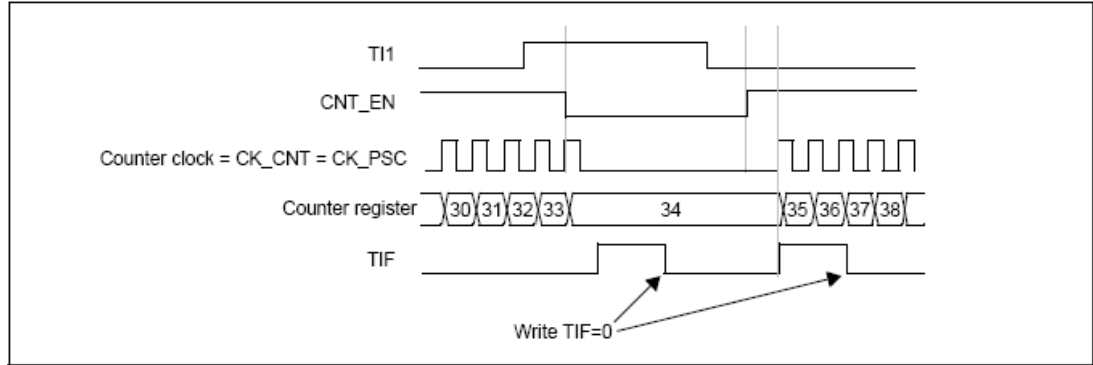 TI1
CNT_EN
Counter clock = CK_CNT = CK_PSC
Counter register 30 31 32 33 34 35 36 37 38
TIF
Write TIF=0